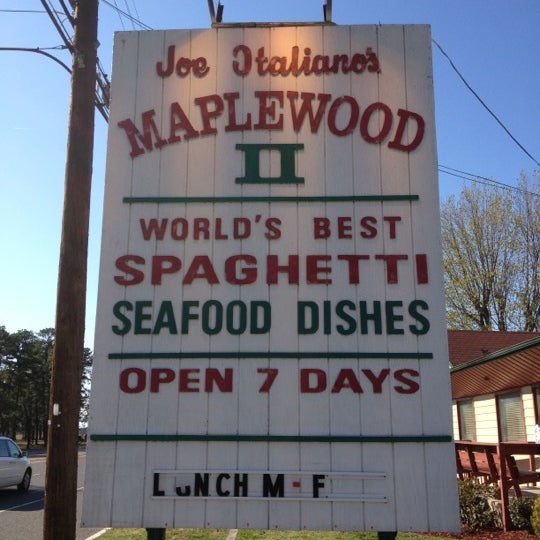 Joe Italiano's
MAPLEWOOD
II
WORLD'S BEST
SPAGHETTI
SEAFOOD DISHES
OPEN 7 DAYS
LUNCH M-F